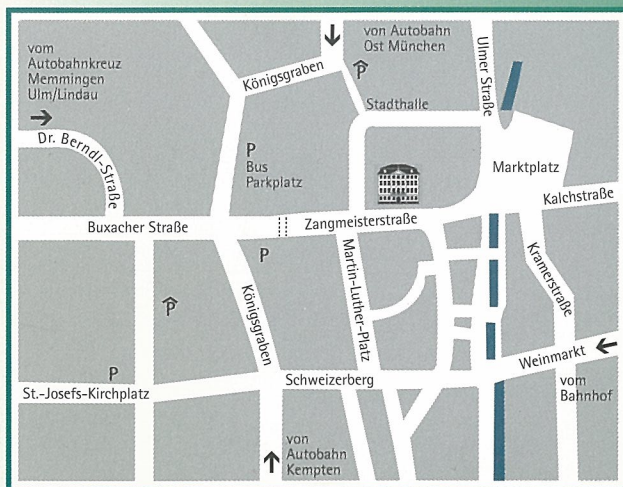 vom
Autobahnkreuz
Memmingen
Ulm/Lindau
von Autobahn
Ost München
Ulmer Straße
Königsgraben
P
Stadthalle
Dr. Berndl-Straße
P
Bus
Parkplatz
Marktplatz
Kalchstraße
Buxacher Straße
Zangmeisterstraße
P
Königsgraben
Martin-Luther-Platz
Kramerstraße
P
P
St.-Josefs-Kirchplatz
Schweizerberg
Weinmarkt
vom
Bahnhof
von
Autobahn
Kempten